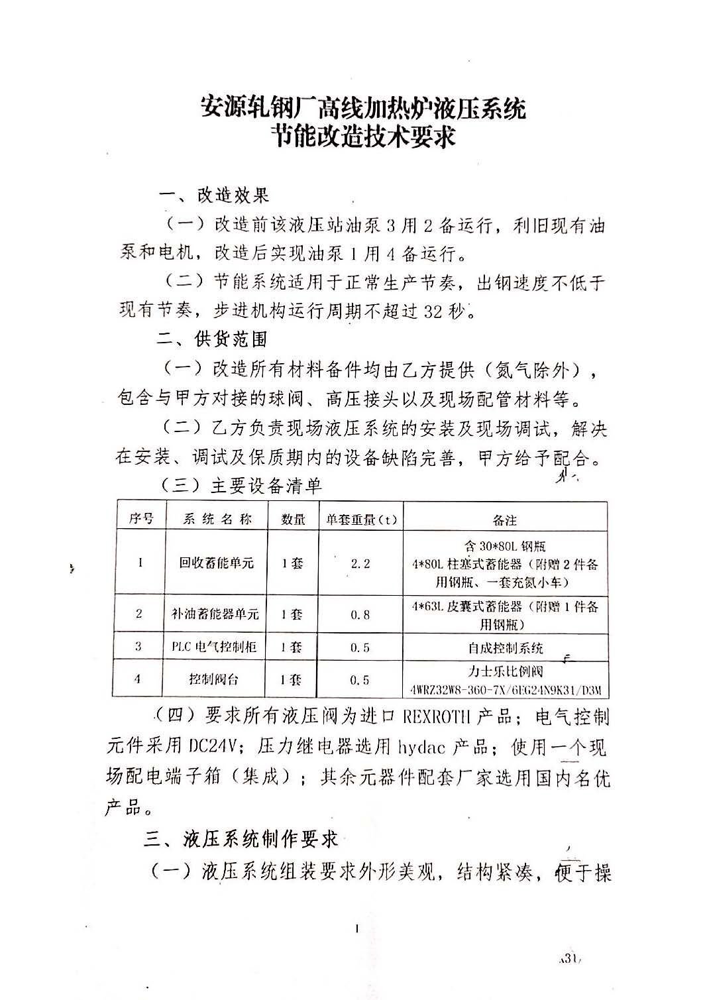 安源轧钢厂高线加热炉液压系统
节能改造技术要求
一、改造效果
（一）改造前该液压站油泵 3 用 2 备运行，利旧现有油
泵和电机，改造后实现油泵 1 用 4 备运行。
（二）节能系统适用于正常生产节奏，出钢速度不低于
现有节奏，步进机构运行周期不超过 32 秒。
二、供货范围
（一）改造所有材料备件均由乙方提供（氮气除外），
包含与甲方对接的球阀、高压接头以及现场配管材料等。
（二）乙方负责现场液压系统的安装及现场调试，解决
在安装、调试及保质期内的设备缺陷完善，甲方给予配合。
（三）主要设备清单
序号 系统名称 数量 单套重量(t) 备注
1 回收蓄能单元 1 套 2.2 含 30*80L 钢瓶
4*80L 柱塞式蓄能器（附赠 2 件备
用钢瓶、一套充氮小车）
2 补油蓄能器单元 1 套 0.8 4*63L 皮囊式蓄能器（附赠 1 件备
用钢瓶）
3 PLC 电气控制柜 1 套 0.5 自成控制系统
4 控制阀台 1 套 0.5 力士乐比例阀
4WRZ32W8-360-7X/6EG24N9K31/D3M
（四）要求所有液压阀为进口 REXROTH 产品；电气控制
元件采用 DC24V；压力继电器选用 hydac 产品；使用一个现
场配电端子箱（集成）；其余元器件配套厂家选用国内名优
产品。
三、液压系统制作要求
（一）液压系统组装要求外形美观，结构紧凑，便于操
1
31